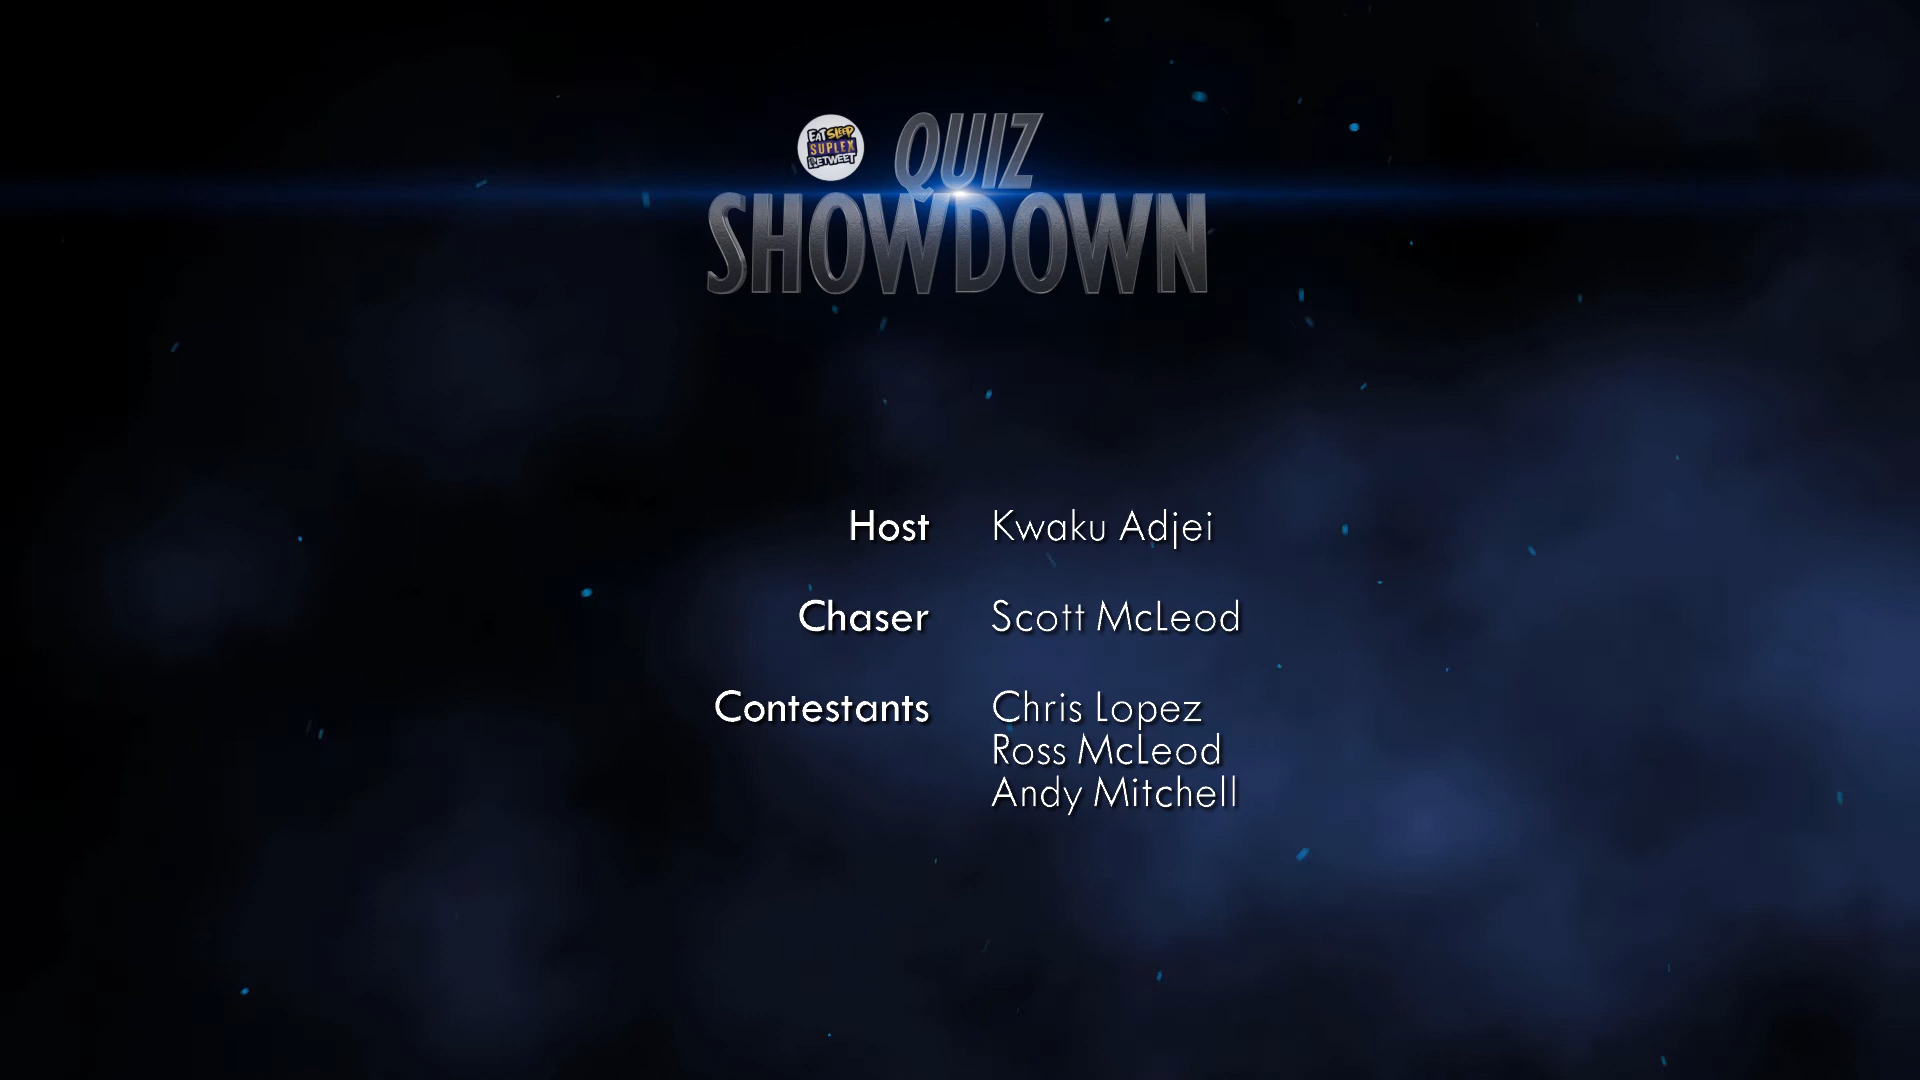 EAT SLEEP
SUPLEX
RETWEET
QUIZ
SHOWDOWN
Host Kwaku Adjei
Chaser Scott McLeod
Contestants Chris Lopez
Ross McLeod
Andy Mitchell